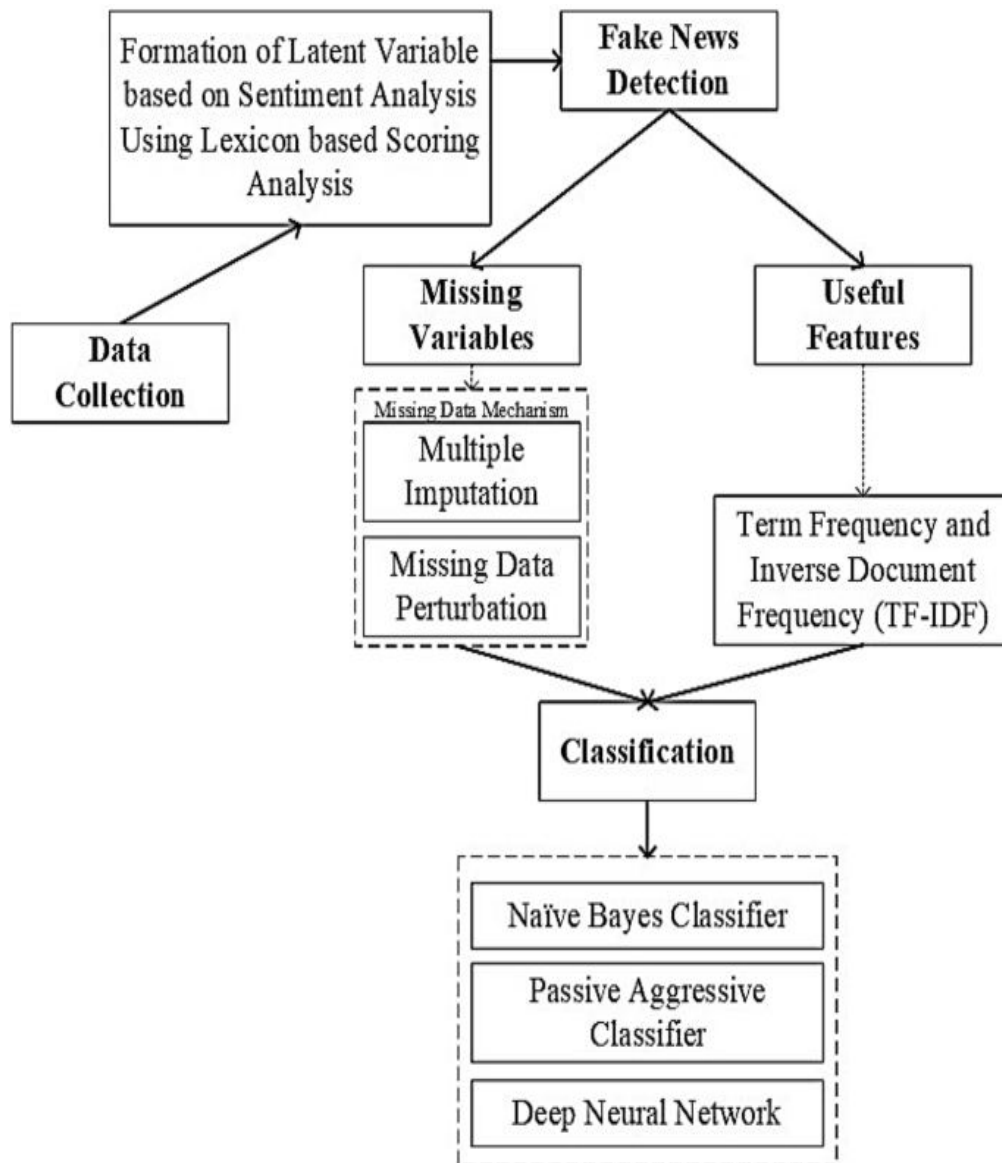 Formation of Latent Variable
based on Sentiment Analysis
Using Lexicon based Scoring
Analysis
Fake News
Detection
Data
Collection
Missing
Variables
Useful
Features
Missing Data Mechanism
Multiple
Imputation
Missing Data
Perturbation
Term Frequency and
Inverse Document
Frequency (TF-IDF)
Classification
Naïve Bayes Classifier
Passive Aggressive
Classifier
Deep Neural Network